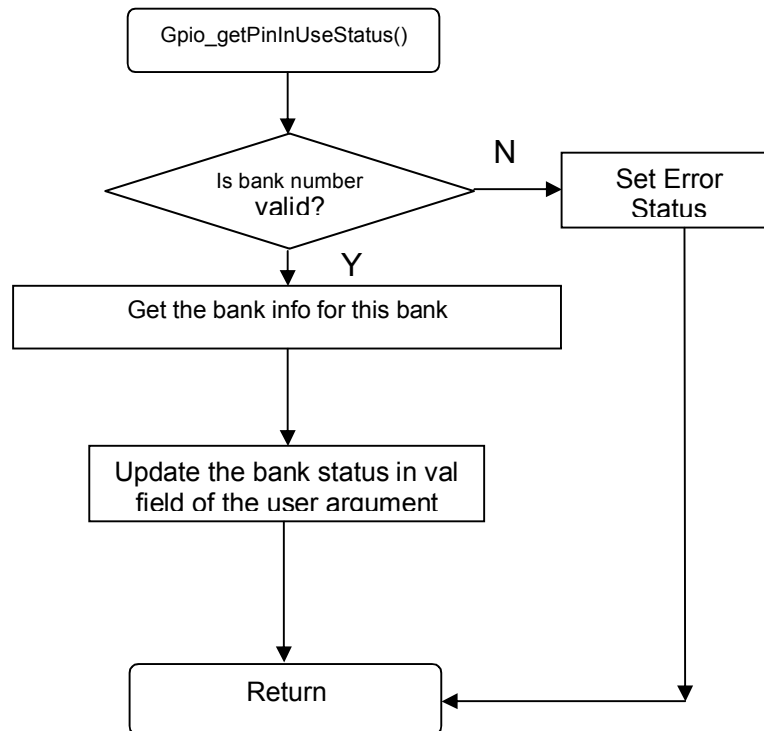 Gpio_getPinInUseStatus()
Is bank number
valid?
N
Set Error
Status
Y
Get the bank info for this bank
Update the bank status in val
field of the user argument
Return